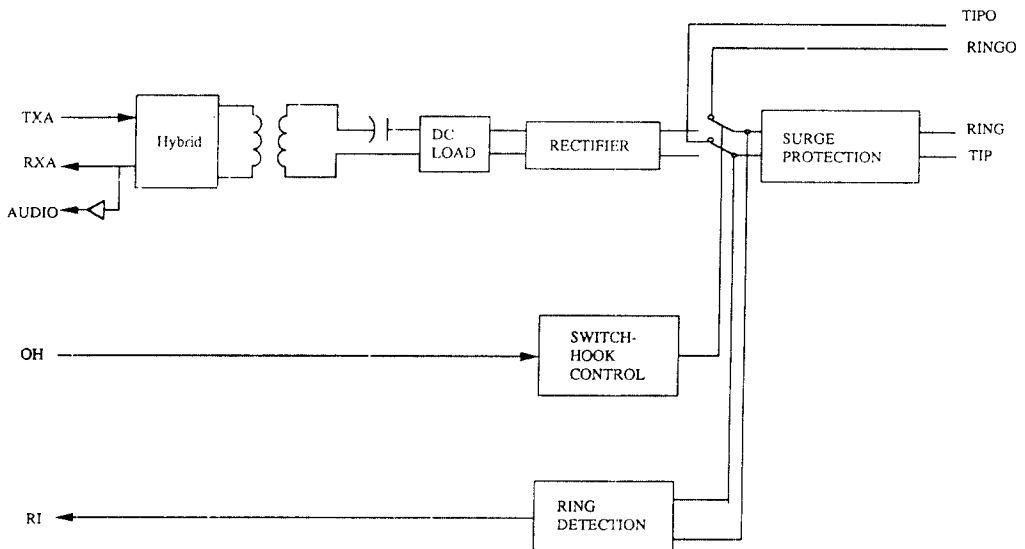 TIPO
RINGO
TXA
RXA
AUDIO
Hybrid
DC
LOAD
RECTIFIER
SURGE
PROTECTION
RING
TIP
OH
SWITCH-
HOOK
CONTROL
RI
RING
DETECTION